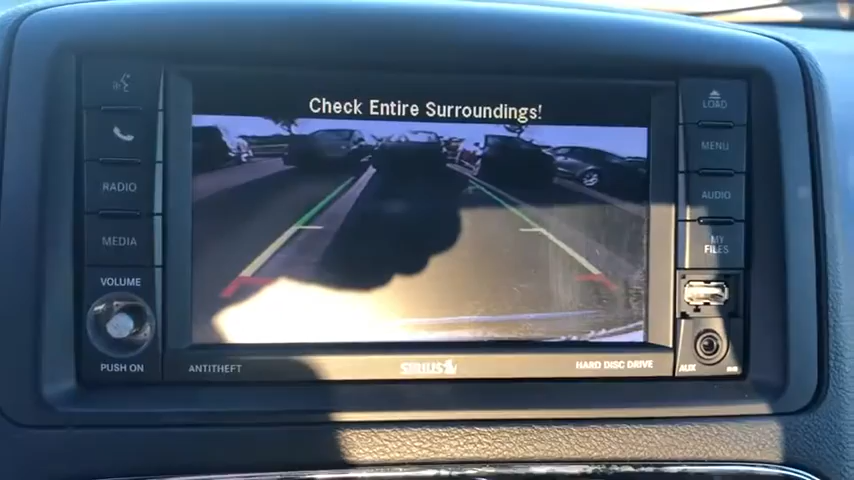 Check Entire Surroundings!
LOAD
MENU
RADIO
AUDIO
MEDIA
MY
FILES
VOLUME
PUSH ON
ANTITHEFT
SIRIUS
HARD DISC DRIVE
AUX